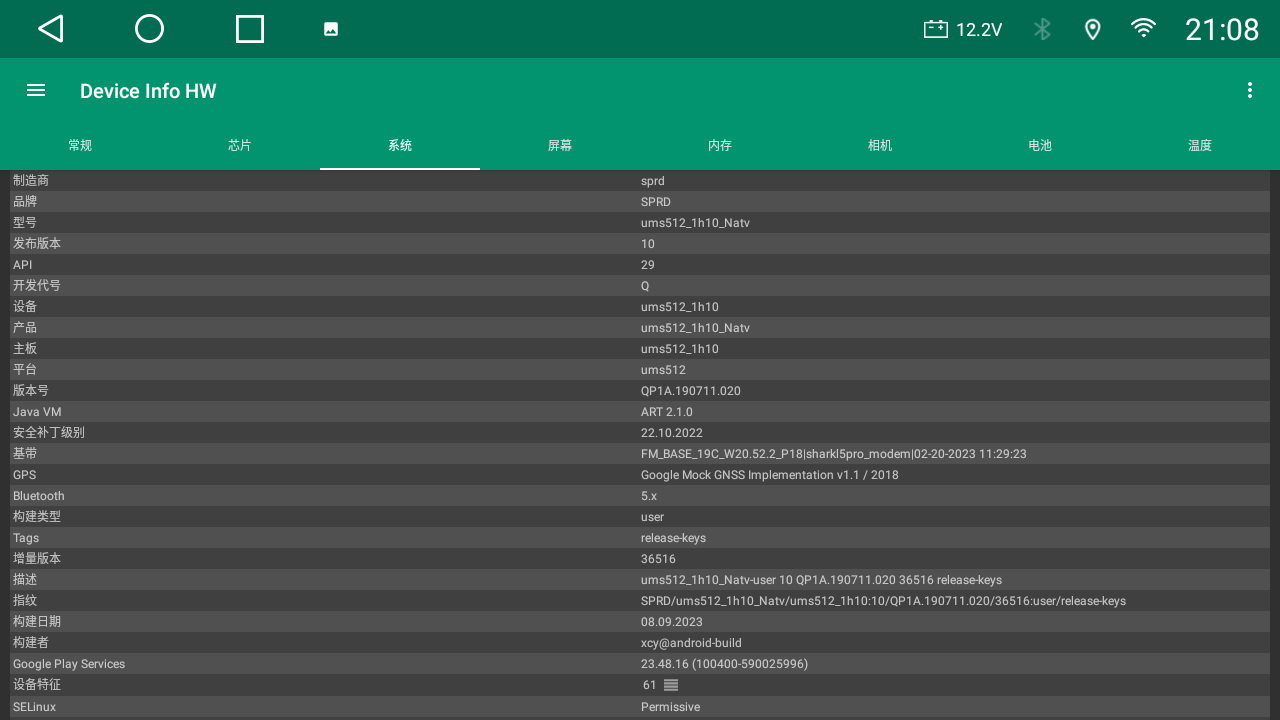 12.2V 21:08
Device Info HW
常规 芯片 系统 屏幕 内存 相机 电池 温度
制造商 sprd
品牌 SPRD
型号 ums512_1h10_Natv
发布版本 10
API 29
开发代号 Q
设备 ums512_1h10
产品 ums512_1h10_Natv
主板 ums512_1h10
平台 ums512
版本号 QP1A.190711.020
Java VM ART 2.1.0
安全补丁级别 22.10.2022
基带 FM_BASE_19C_W20.52.2_P18|sharkl5pro_modem|02-20-2023 11:29:23
GPS Google Mock GNSS Implementation v1.1 / 2018
Bluetooth 5.x
构建类型 user
Tags release-keys
增量版本 36516
描述 ums512_1h10_Natv-user 10 QP1A.190711.020 36516 release-keys
指纹 SPRD/ums512_1h10_Natv/ums512_1h10:10/QP1A.190711.020/36516:user/release-keys
构建日期 08.09.2023
构建者 xcy@android-build
Google Play Services 23.48.16 (100400-590025996)
设备特征 61
SELinux Permissive